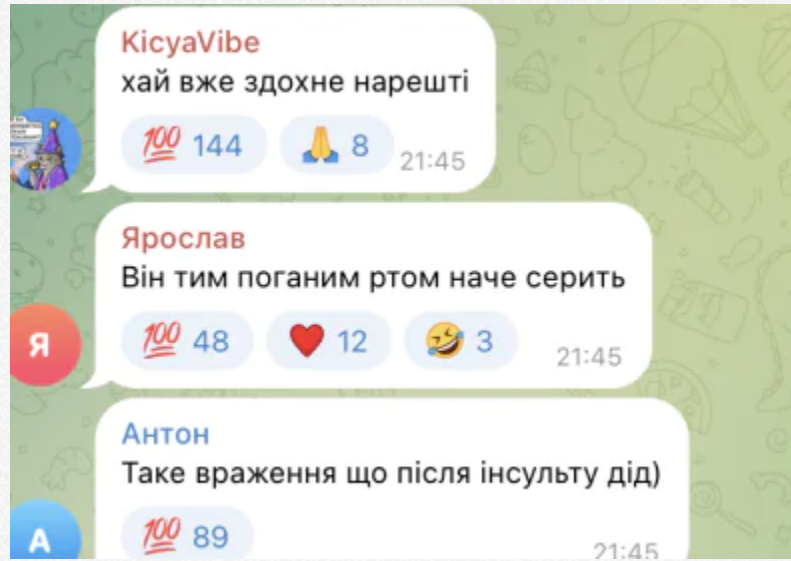 KicyaVibe
хай вже здохне нарешті
💯 144 🙏 8 21:45
Ярослав
Він тим поганим ртом наче серить
Я 💯 48 ❤️ 12 🤣 3 21:45
Антон
Таке враження що після інсульту дід)
А 💯 89 21:45